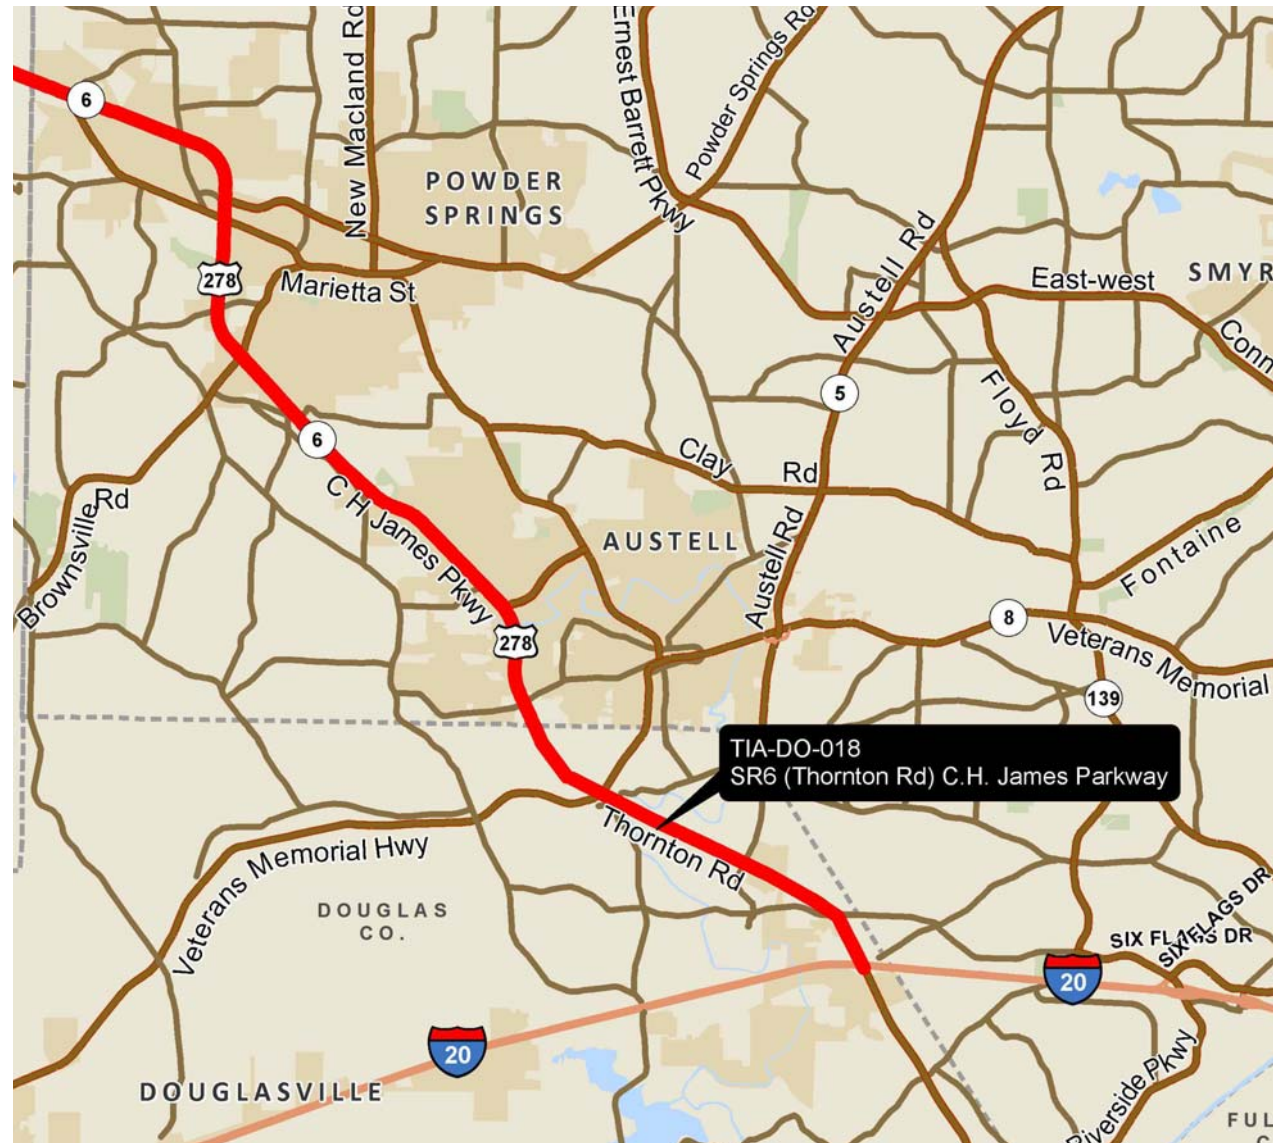 New Macland Rd
Ernest Barrett Pkwy
Powder Springs Rd
6
POWDER
SPRINGS
Austell Rd
278
Marietta St
East-west
SMYR
Conn
5
Floyd Rd
6
Clay Rd
Brownsville Rd
C H James Pkwy
AUSTELL
Austell Rd
Fontaine
278
8
Veterans Memorial
139
TIA-DO-018
SR6 (Thornton Rd) C.H. James Parkway
Thornton Rd
Veterans Memorial Hwy
DOUGLAS
CO.
SIX FLAGS DR
SIX FLAGS DR
20
20
DOUGLASVILLE
Riverside Pkwy
FUL
C